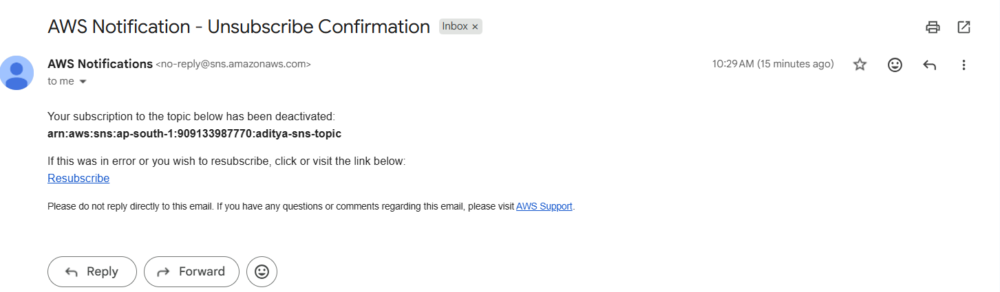 AWS Notification - Unsubscribe Confirmation Inbox ×
AWS Notifications <no-reply@sns.amazonaws.com> 10:29 AM (15 minutes ago)
to me
Your subscription to the topic below has been deactivated:
arn:aws:sns:ap-south-1:909133987770:aditya-sns-topic
If this was in error or you wish to resubscribe, click or visit the link below:
Resubscribe
Please do not reply directly to this email. If you have any questions or comments regarding this email, please visit AWS Support.
Reply Forward